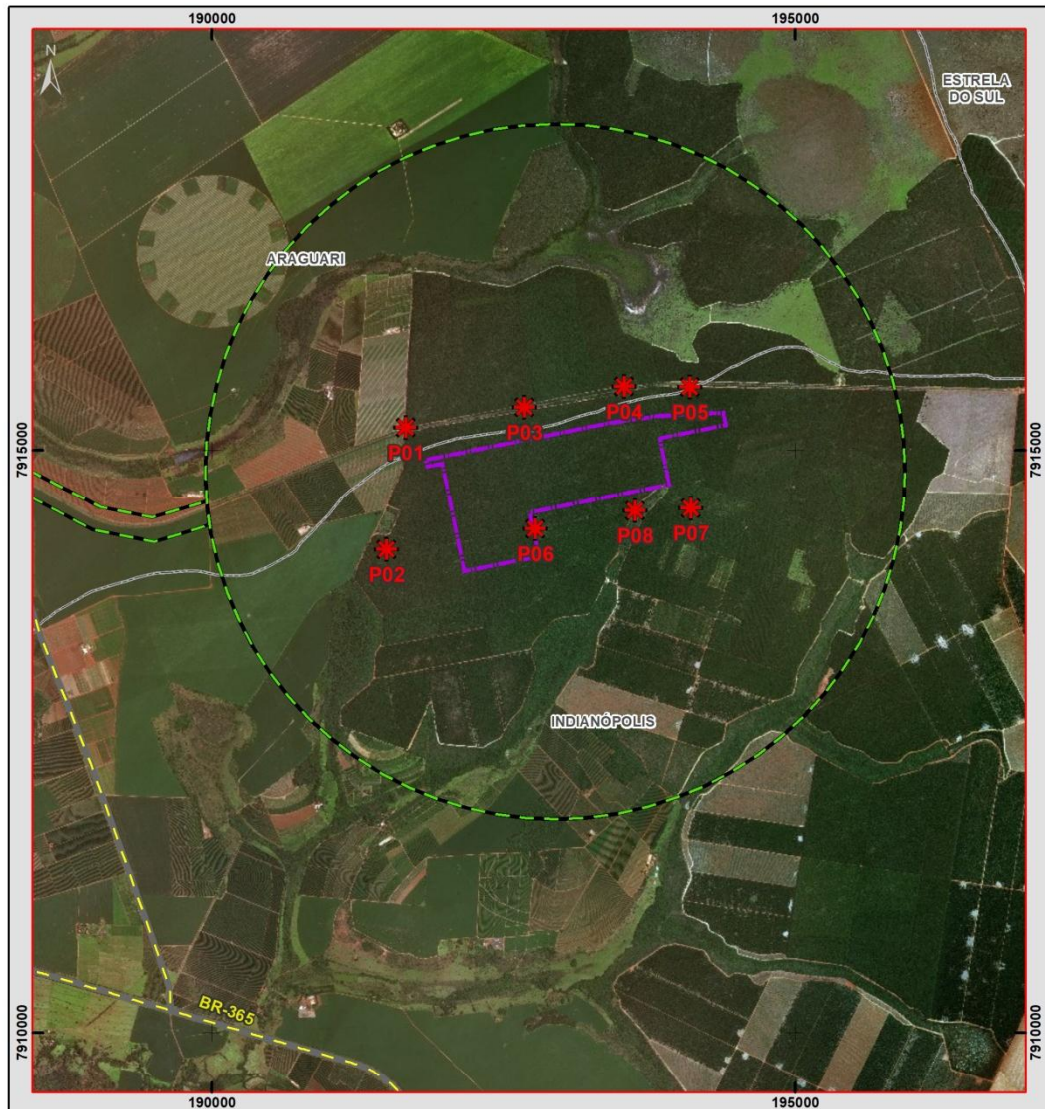 190000
195000
N
ESTRELA
DO SUL
ARAGUARI
P04
P05
P03
P01
7915000
7915000
P08
P07
P06
P02
INDIANÓPOLIS
BR-365
7910000
7910000
190000
195000